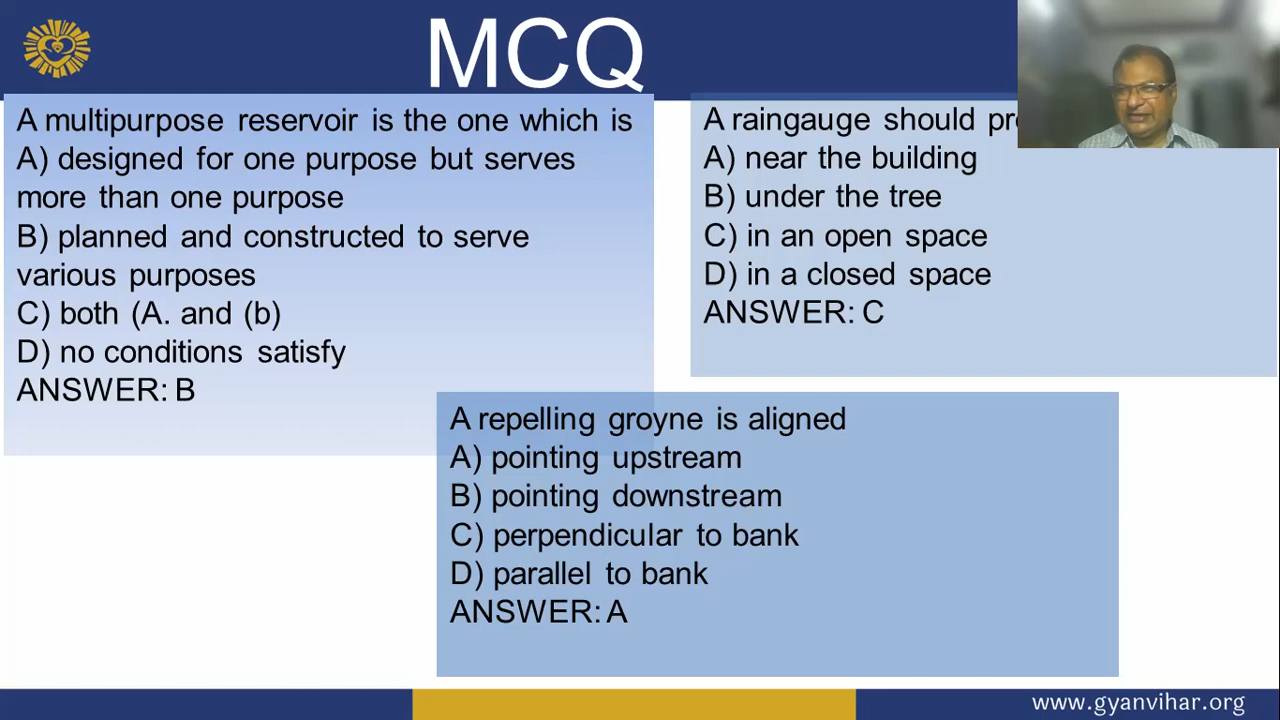 MCQ
A multipurpose reservoir is the one which is
A) designed for one purpose but serves
more than one purpose
B) planned and constructed to serve
various purposes
C) both (A. and (b)
D) no conditions satisfy
ANSWER: B
A raingauge should
A) near the building
B) under the tree
C) in an open space
D) in a closed space
ANSWER: C
A repelling groyne is aligned
A) pointing upstream
B) pointing downstream
C) perpendicular to bank
D) parallel to bank
ANSWER: A
www.gyanvihar.org